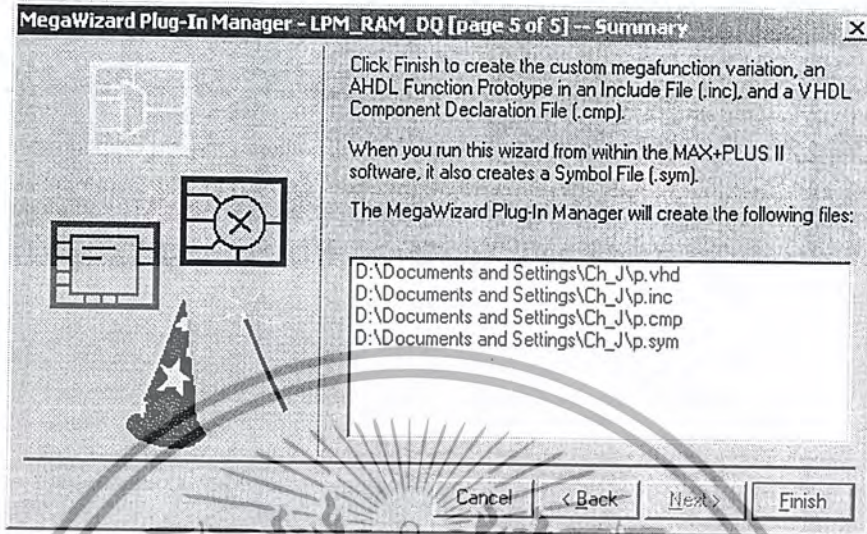 MegaWizard Plug-In Manager - LPM_RAM_DQ [page 5 of 5] -- Summary
Click Finish to create the custom megafunction variation, an
AHDL Function Prototype in an Include File (.inc), and a VHDL
Component Declaration File (.cmp).
When you run this wizard from within the MAX+PLUS II
software, it also creates a Symbol File (.sym).
The MegaWizard Plug-In Manager will create the following files:
D:\Documents and Settings\Ch_J\p.vhd
D:\Documents and Settings\Ch_J\p.inc
D:\Documents and Settings\Ch_J\p.cmp
D:\Documents and Settings\Ch_J\p.sym
Cancel
< Back
Next >
Finish